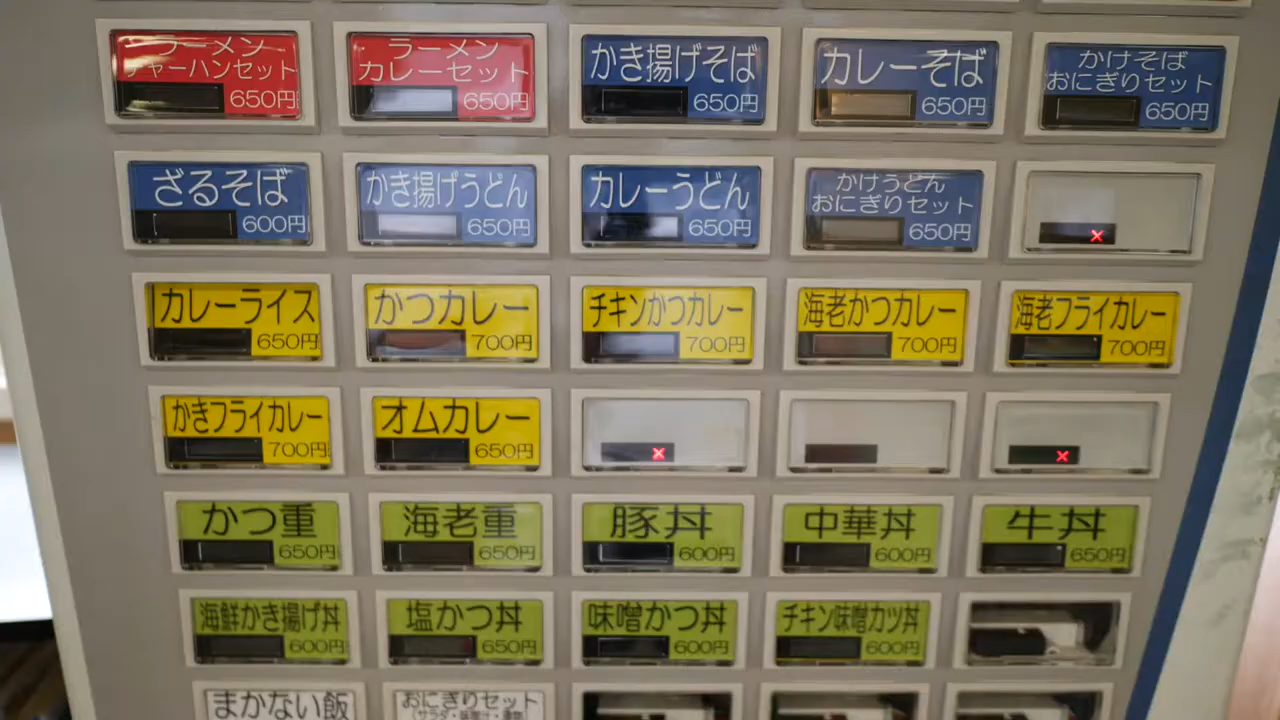 ラーメン
チャーハンセット
650円
ラーメン
カレーセット
650円
かき揚げそば
650円
カレーそば
650円
かけそば
おにぎりセット
650円
ざるそば
600円
かき揚げうどん
650円
カレーうどん
650円
かけうどん
おにぎりセット
650円
×
カレーライス
650円
かつカレー
700円
チキンかつカレー
700円
海老かつカレー
700円
海老フライカレー
700円
かきフライカレー
700円
オムカレー
650円
×
×
かつ重
650円
海老重
650円
豚丼
600円
中華丼
600円
牛丼
650円
海鮮かき揚げ丼
600円
塩かつ丼
650円
味噌かつ丼
600円
チキン味噌カツ丼
600円
まかない飯
おにぎりセット